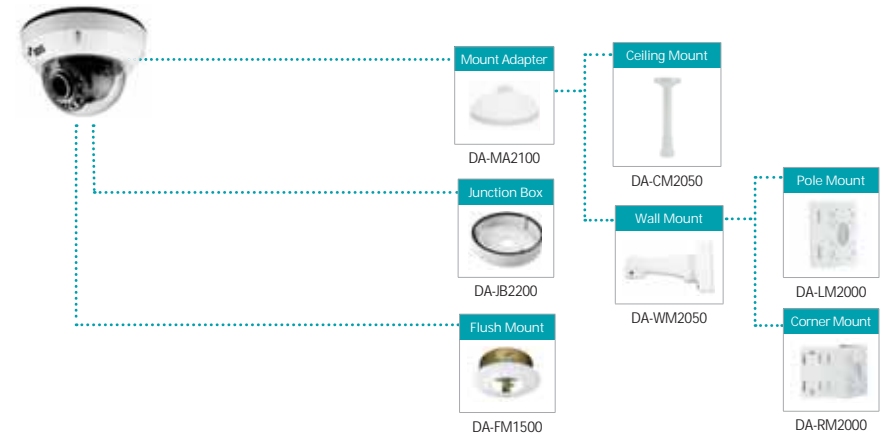 Mount Adapter
DA-MA2100
Ceiling Mount
DA-CM2050
Junction Box
DA-JB2200
Wall Mount
DA-WM2050
Pole Mount
DA-LM2000
Flush Mount
DA-FM1500
Corner Mount
DA-RM2000